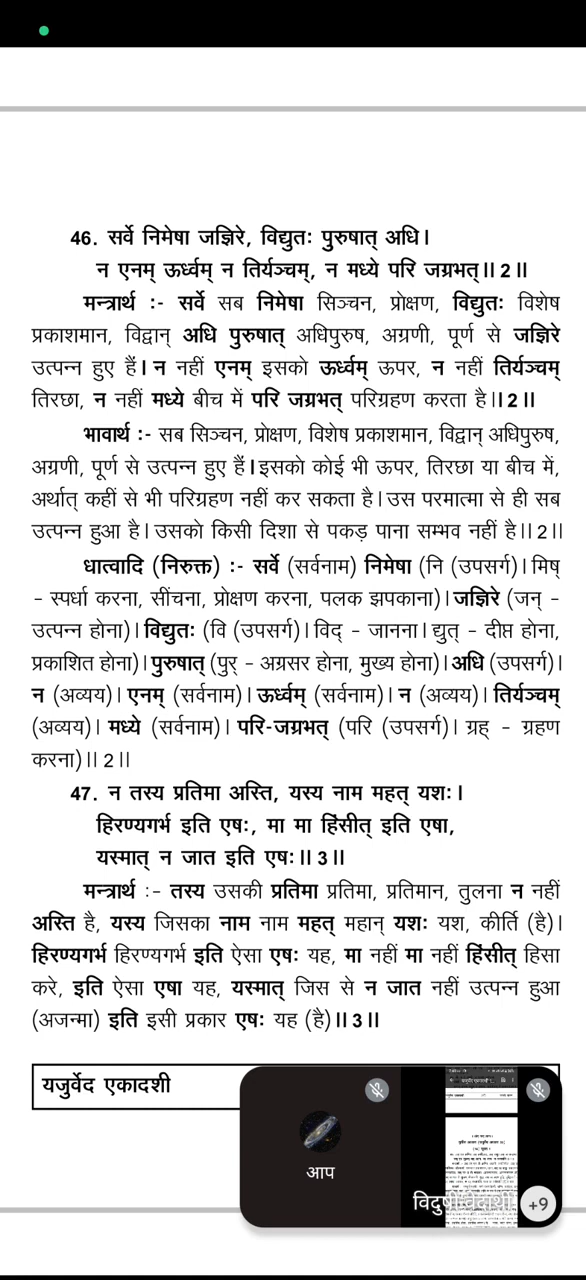 46. सर्वे निमेषा जज्ञिरे, विद्युतः पुरुषात् अधि।
न एनम् ऊर्ध्वम् न तिर्यञ्चम्, न मध्ये परि जग्रभत्॥ 2॥
मन्त्रार्थ :- सर्वे सब निमेषा सिञ्चन, प्रोक्षण, विद्युतः विशेष
प्रकाशमान, विद्वान् अधि पुरुषात् अधिपुरुष, अग्रणी, पूर्ण से जज्ञिरे
उत्पन्न हुए हैं। न नहीं एनम् इसको ऊर्ध्वम् ऊपर, न नहीं तिर्यञ्चम्
तिरछा, न नहीं मध्ये बीच में परि जग्रभत् परिग्रहण करता है॥2॥
भावार्थ :- सब सिञ्चन, प्रोक्षण, विशेष प्रकाशमान, विद्वान् अधिपुरुष,
अग्रणी, पूर्ण से उत्पन्न हुए हैं। इसको कोई भी ऊपर, तिरछा या बीच में,
अर्थात् कहीं से भी परिग्रहण नहीं कर सकता है। उस परमात्मा से ही सब
उत्पन्न हुआ है। उसको किसी दिशा से पकड़ पाना सम्भव नहीं है॥2॥
धात्वादि (निरुक्त) :- सर्वे (सर्वनाम) निमेषा (नि (उपसर्ग)। मिष्
- स्पर्धा करना, सींचना, प्रोक्षण करना, पलक झपकाना)। जज्ञिरे (जन् -
उत्पन्न होना)। विद्युतः (वि (उपसर्ग)। विद् - जानना। द्युत् - दीप्त होना,
प्रकाशित होना)। पुरुषात् (पुर् - अग्रसर होना, मुख्य होना)। अधि (उपसर्ग)।
न (अव्यय)। एनम् (सर्वनाम)। ऊर्ध्वम् (सर्वनाम)। न (अव्यय)। तिर्यञ्चम्
(अव्यय)। मध्ये (सर्वनाम)। परि-जग्रभत् (परि (उपसर्ग)। ग्रह् - ग्रहण
करना)॥ 2॥
47. न तस्य प्रतिमा अस्ति, यस्य नाम महत् यशः।
हिरण्यगर्भ इति एषः, मा मा हिंसीत् इति एषा,
यस्मात् न जात इति एषः॥ 3॥
मन्त्रार्थ :- तस्य उसकी प्रतिमा प्रतिमा, प्रतिमान, तुलना न नहीं
अस्ति है, यस्य जिसका नाम नाम महत् महान् यशः यश, कीर्ति (है)।
हिरण्यगर्भ हिरण्यगर्भ इति ऐसा एषः यह, मा नहीं मा नहीं हिंसीत् हिसा
करे, इति ऐसा एषा यह, यस्मात् जिस से न जात नहीं उत्पन्न हुआ
(अजन्मा) इति इसी प्रकार एषः यह (है)॥ 3॥
यजुर्वेद एकादशी
आप
+9